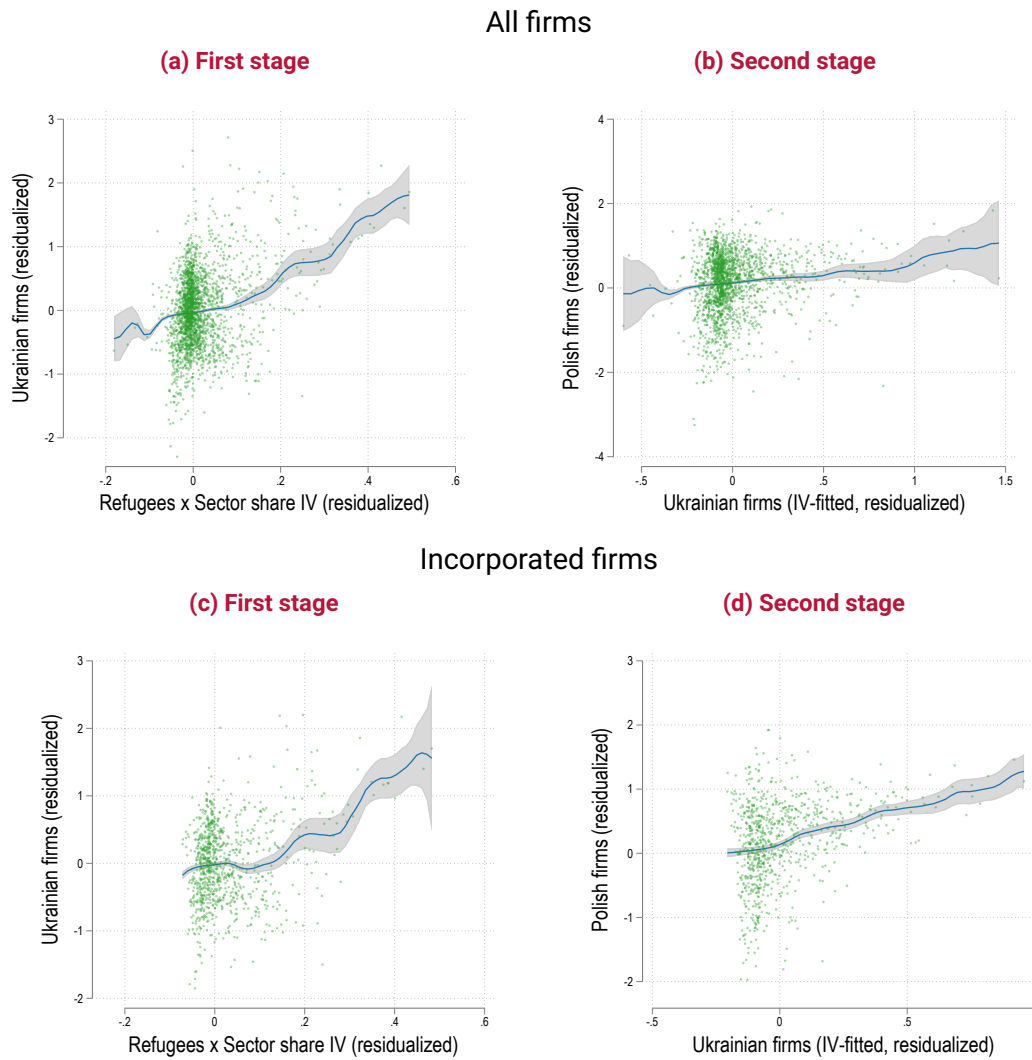 All firms
(a) First stage
(b) Second stage
Ukrainian firms (residualized)
3
2
1
0
-1
-2
-.2
0
.2
.4
.6
Refugees x Sector share IV (residualized)
Polish firms (residualized)
4
2
0
-2
-4
-.5
0
.5
1
1.5
Ukrainian firms (IV-fitted, residualized)
Incorporated firms
(c) First stage
(d) Second stage
Ukrainian firms (residualized)
3
2
1
0
-1
-2
-.2
0
.2
.4
.6
Refugees x Sector share IV (residualized)
Polish firms (residualized)
3
2
1
0
-1
-2
-.5
0
.5
Ukrainian firms (IV-fitted, residualized)